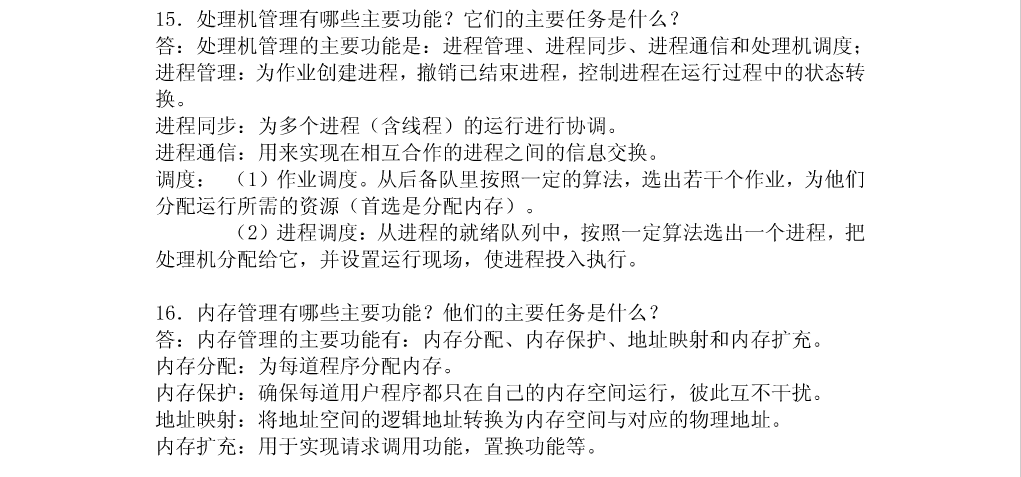 15．处理机管理有哪些主要功能？它们的主要任务是什么？
答：处理机管理的主要功能是：进程管理、进程同步、进程通信和处理机调度；
进程管理：为作业创建进程，撤销已结束进程，控制进程在运行过程中的状态转
换。
进程同步：为多个进程（含线程）的运行进行协调。
进程通信：用来实现在相互合作的进程之间的信息交换。
调度： （1）作业调度。从后备队里按照一定的算法，选出若干个作业，为他们
分配运行所需的资源（首选是分配内存）。
（2）进程调度：从进程的就绪队列中，按照一定算法选出一个进程，把
处理机分配给它，并设置运行现场，使进程投入执行。
16．内存管理有哪些主要功能？他们的主要任务是什么？
答：内存管理的主要功能有：内存分配、内存保护、地址映射和内存扩充。
内存分配：为每道程序分配内存。
内存保护：确保每道用户程序都只在自己的内存空间运行，彼此互不干扰。
地址映射：将地址空间的逻辑地址转换为内存空间与对应的物理地址。
内存扩充：用于实现请求调用功能，置换功能等。